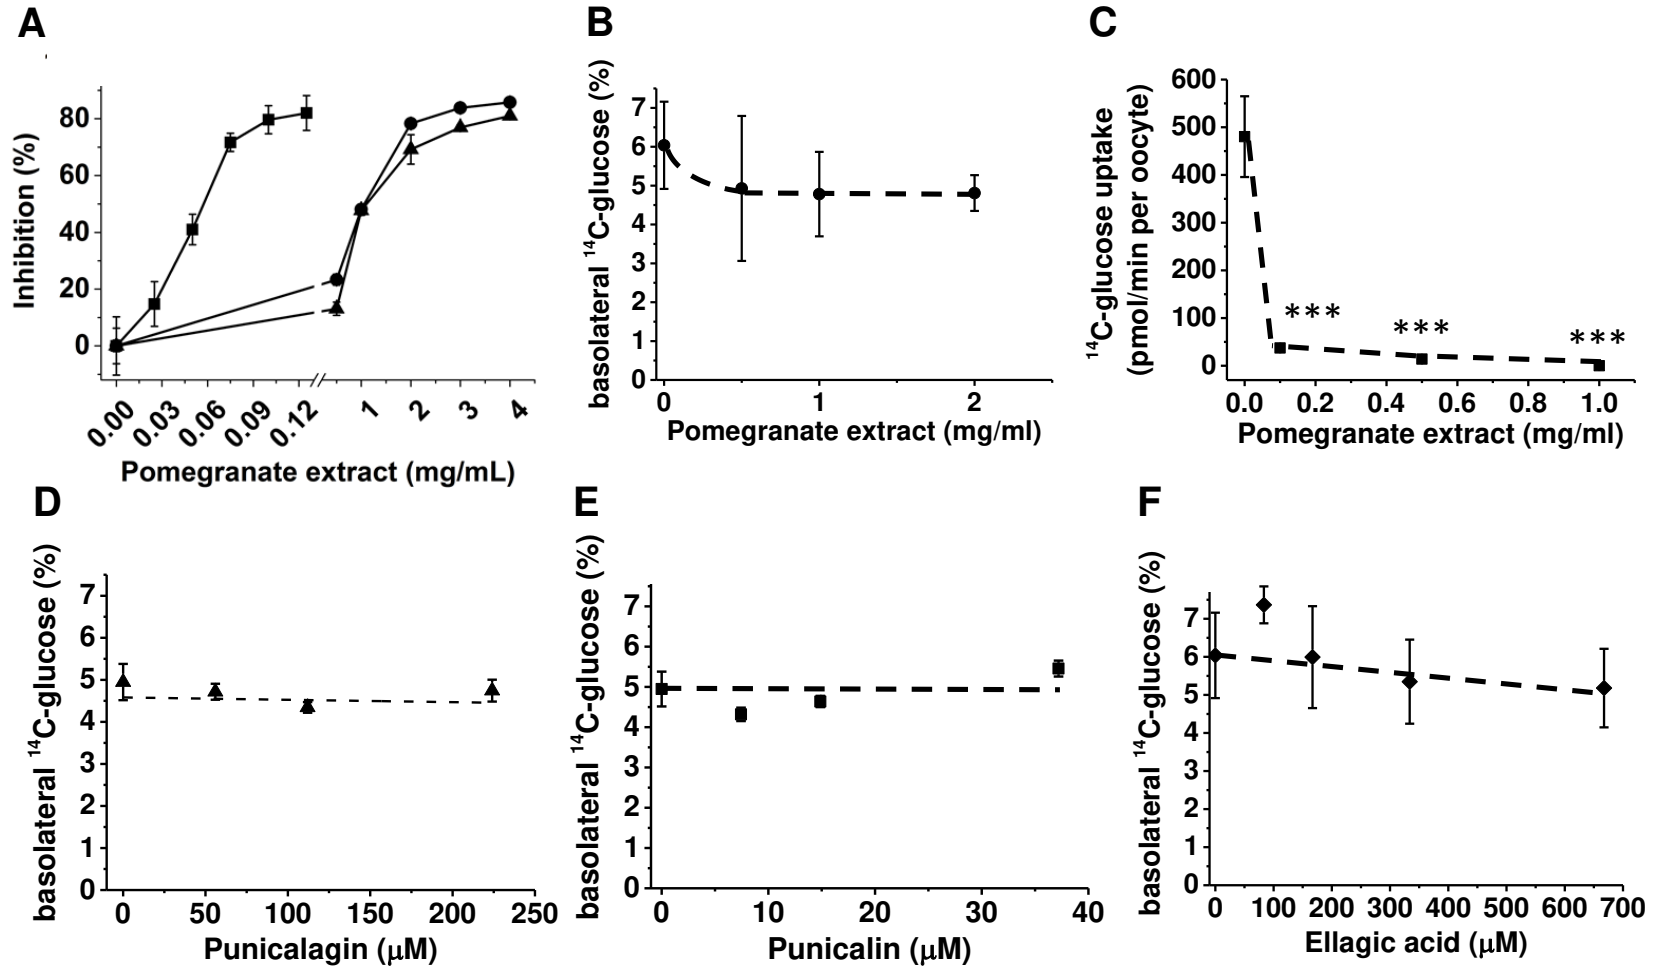 A
Inhibition (%)
80
60
40
20
0
0.00 0.03 0.06 0.09 0.12 1 2 3 4
Pomegranate extract (mg/mL)
B
basolateral ¹⁴C-glucose (%)
7
6
5
4
3
2
1
0
0 1 2
Pomegranate extract (mg/ml)
C
¹⁴C-glucose uptake
(pmol/min per oocyte)
600
500
400
300
200
100
0
*** *** ***
0.0 0.2 0.4 0.6 0.8 1.0
Pomegranate extract (mg/ml)
D
basolateral ¹⁴C-glucose (%)
7
6
5
4
3
2
1
0
0 50 100 150 200 250
Punicalagin (µM)
E
basolateral ¹⁴C-glucose (%)
7
6
5
4
3
2
1
0
0 10 20 30 40
Punicalin (µM)
F
basolateral ¹⁴C-glucose (%)
7
6
5
4
3
2
1
0
0 100 200 300 400 500 600 700
Ellagic acid (µM)